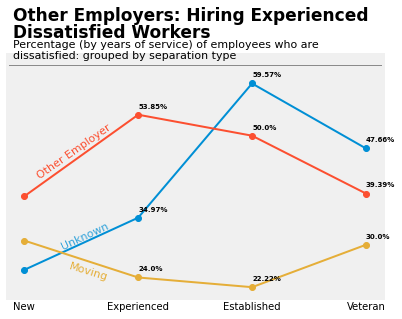 Other Employers: Hiring Experienced
Dissatisfied Workers
Percentage (by years of service) of employees who are
dissatisfied: grouped by separation type
59.57%
53.85%
50.0%
47.66%
Other Employer
39.39%
34.97%
Unknown
30.0%
Moving
24.0%
22.22%
New Experienced Established Veteran